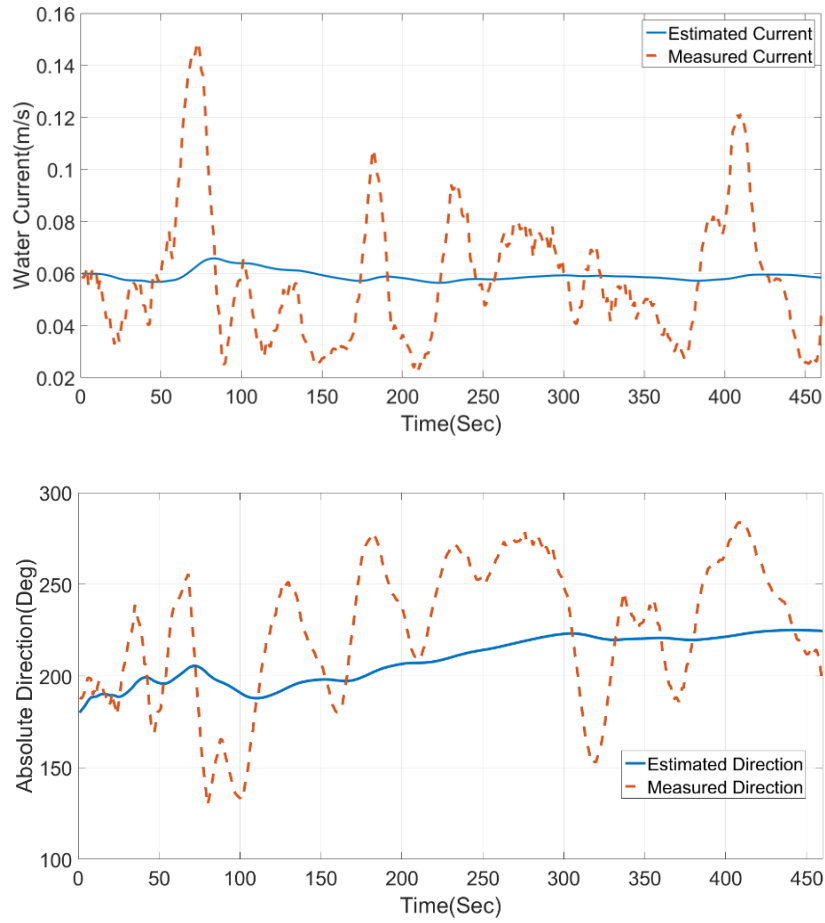 0.16
0.14
0.12
0.1
0.08
0.06
0.04
0.02
Water Current(m/s)
Estimated Current
Measured Current
0 50 100 150 200 250 300 350 400 450
Time(Sec)
300
250
200
150
100
Absolute Direction(Deg)
Estimated Direction
Measured Direction
0 50 100 150 200 250 300 350 400 450
Time(Sec)